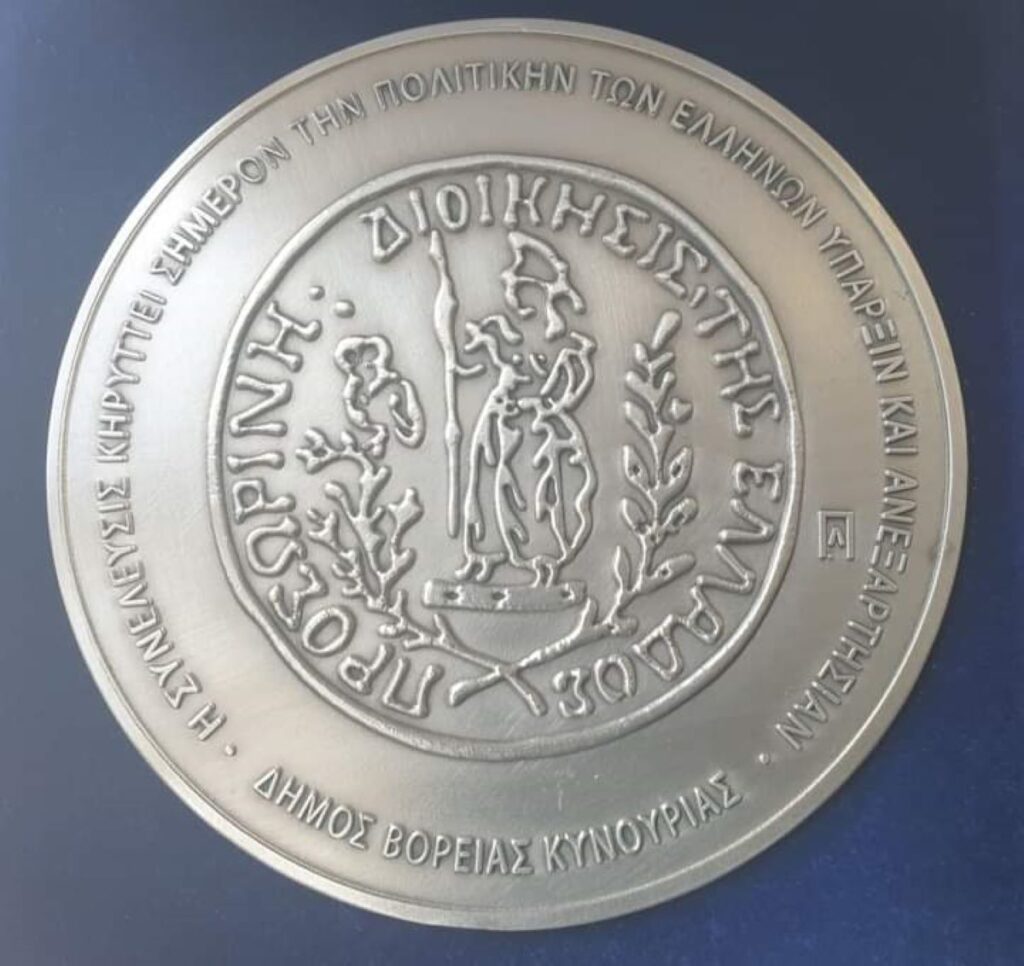 Η ΣΥΝΕΛΕΥΣΙΣ ΚΗΡΥΤΤΕΙ ΣΗΜΕΡΟΝ ΤΗΝ ΠΟΛΙΤΙΚΗΝ ΤΩΝ ΕΛΛΗΝΩΝ ΥΠΑΡΞΙΝ ΚΑΙ ΑΝΕΞΑΡΤΗΣΙΑΝ
• ΔΗΜΟΣ ΒΟΡΕΙΑΣ ΚΥΝΟΥΡΙΑΣ •
ΠΡΟΣΩΡΙΝΗ. ΔΙΟΙΚΗΣΙΣ, ΤΗΣ ΕΛΛΑΔΟΣ